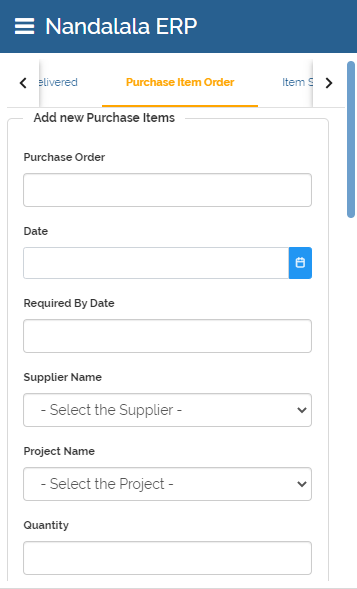 Nandalala ERP
elivered Purchase Item Order Item S
Add new Purchase Items
Purchase Order
Date
Required By Date
Supplier Name
- Select the Supplier -
Project Name
- Select the Project -
Quantity